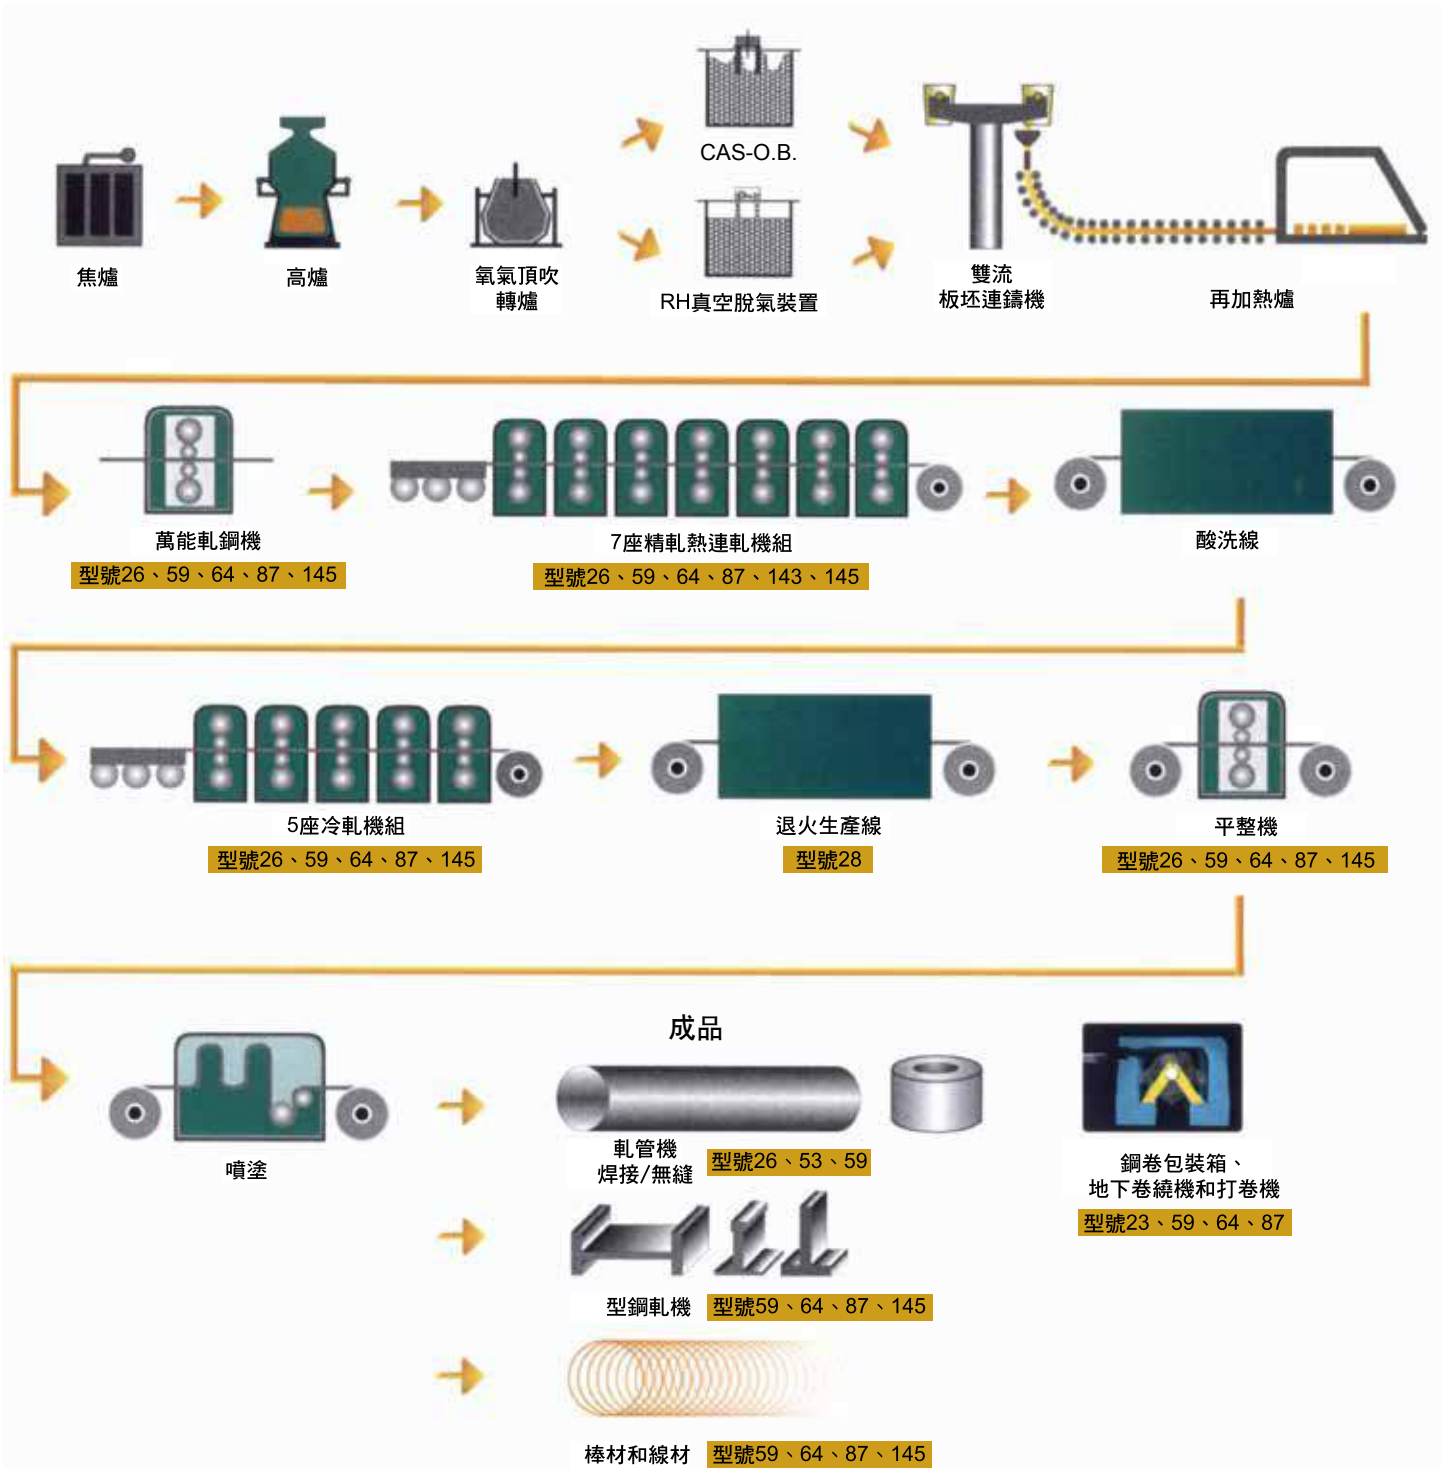 CAS-O.B.
焦爐
高爐
氧氣頂吹
轉爐
RH真空脫氣裝置
雙流
板坯連鑄機
再加熱爐
萬能軋鋼機
型號26、59、64、87、145
7座精軋熱連軋機組
型號26、59、64、87、143、145
酸洗線
5座冷軋機組
型號26、59、64、87、145
退火生產線
型號28
平整機
型號26、59、64、87、145
噴塗
成品
軋管機
焊接/無縫
型號26、53、59
鋼卷包裝箱、
地下卷繞機和打卷機
型號23、59、64、87
型鋼軋機
型號59、64、87、145
棒材和線材
型號59、64、87、145